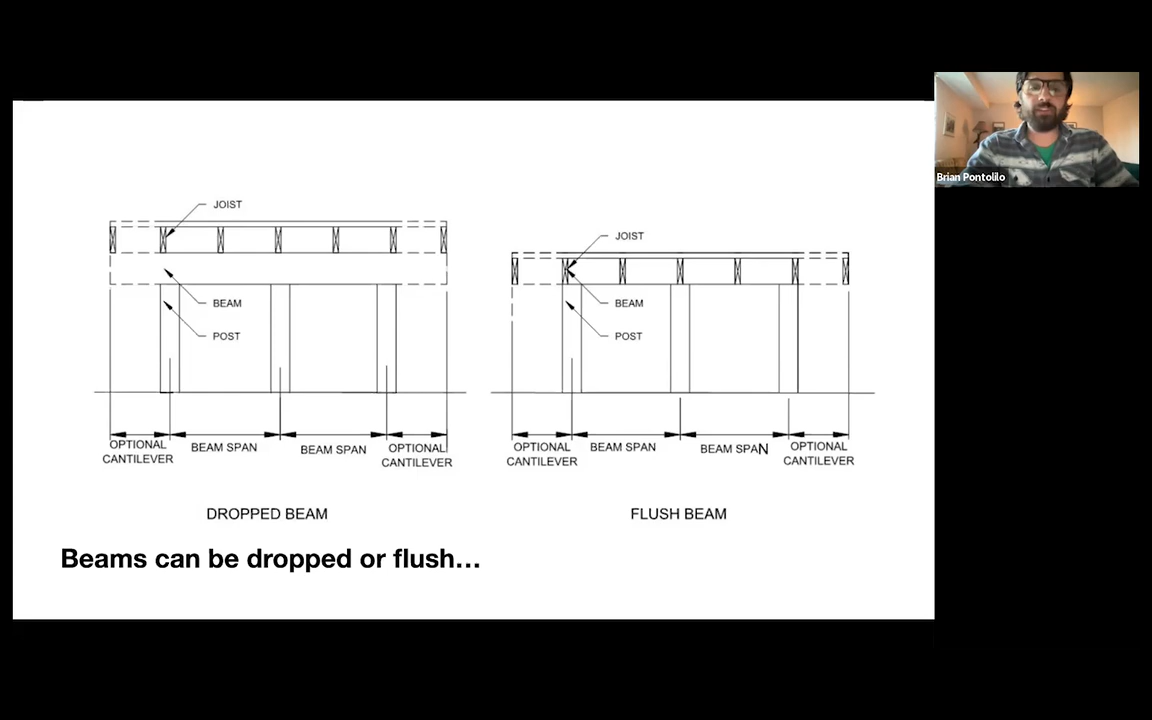 JOIST
BEAM
POST
OPTIONAL
CANTILEVER
BEAM SPAN
BEAM SPAN
OPTIONAL
CANTILEVER
DROPPED BEAM
JOIST
BEAM
POST
OPTIONAL
CANTILEVER
BEAM SPAN
BEAM SPAN
OPTIONAL
CANTILEVER
FLUSH BEAM
Beams can be dropped or flush…
Brian Pontolilo